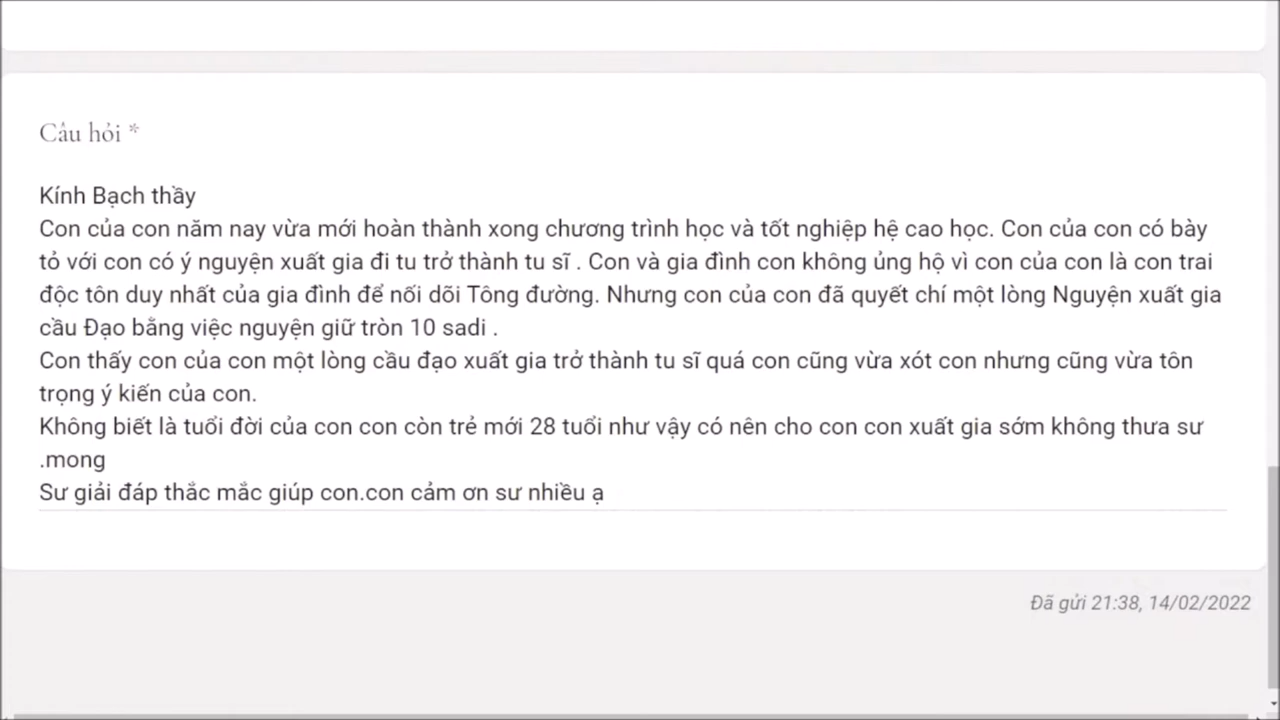 Câu hỏi *
Kính Bạch thầy
Con của con năm nay vừa mới hoàn thành xong chương trình học và tốt nghiệp hệ cao học. Con của con có bày
tỏ với con có ý nguyện xuất gia đi tu trở thành tu sĩ . Con và gia đình con không ủng hộ vì con của con là con trai
độc tôn duy nhất của gia đình để nối dõi Tông đường. Nhưng con của con đã quyết chí một lòng Nguyện xuất gia
cầu Đạo bằng việc nguyện giữ tròn 10 sadi .
Con thấy con của con một lòng cầu đạo xuất gia trở thành tu sĩ quá con cũng vừa xót con nhưng cũng vừa tôn
trọng ý kiến của con.
Không biết là tuổi đời của con con còn trẻ mới 28 tuổi như vậy có nên cho con con xuất gia sớm không thưa sư
.mong
Sư giải đáp thắc mắc giúp con.con cảm ơn sư nhiều ạ
Đã gửi 21:38, 14/02/2022